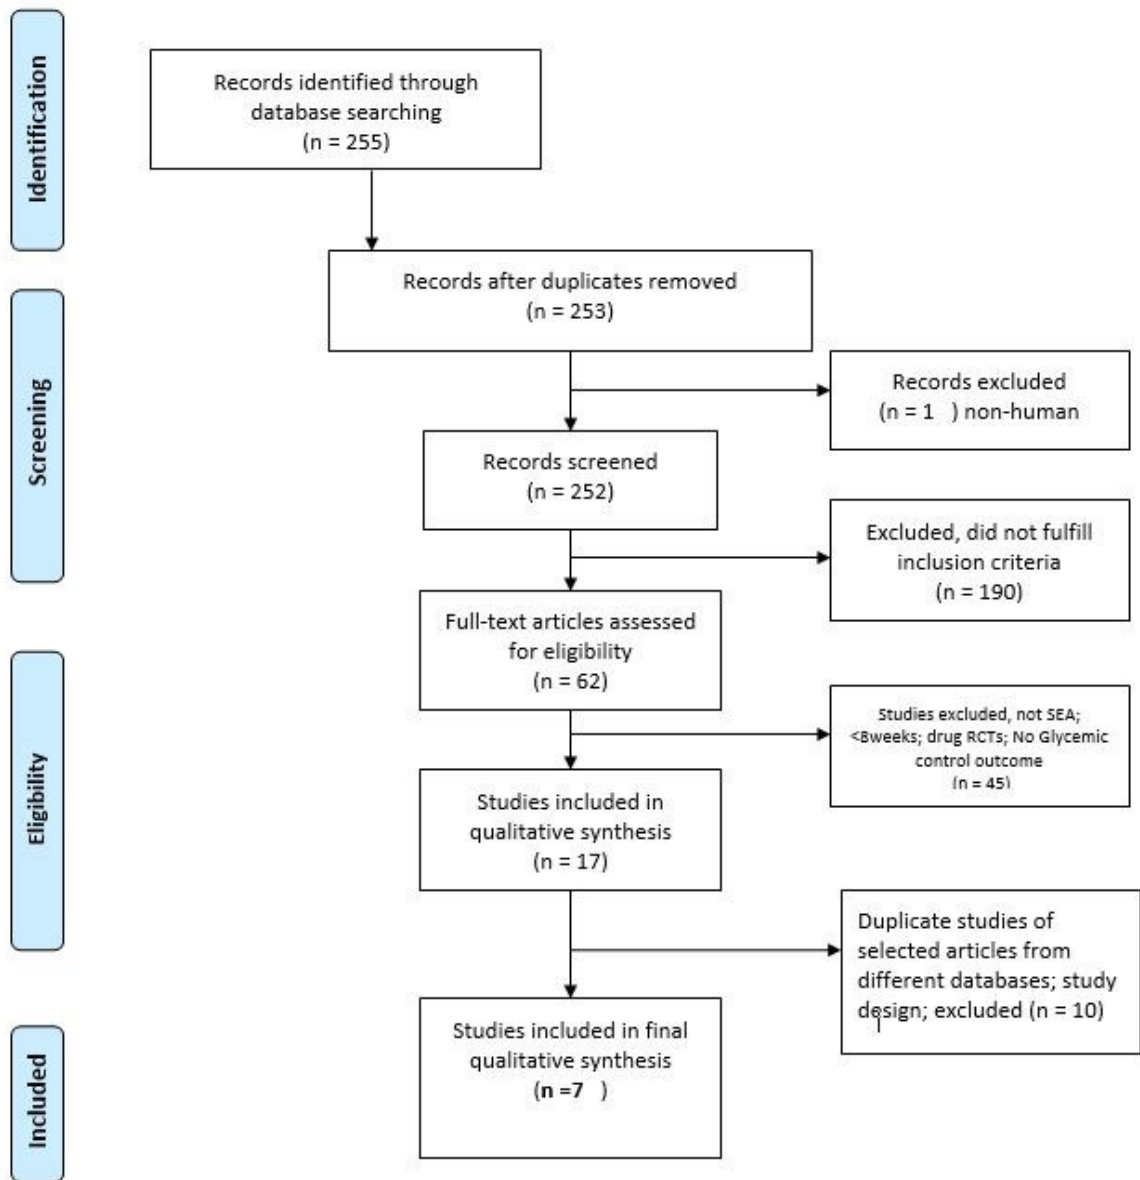 Identification
Records identified through
database searching
(n = 255)
Records after duplicates removed
(n = 253)
Screening
Records excluded
(n = 1   ) non-human
Records screened
(n = 252)
Excluded, did not fulfill
inclusion criteria
(n = 190)
Full-text articles assessed
for eligibility
(n = 62)
Eligibility
Studies excluded, not SEA;
<8weeks; drug RCTs; No Glycemic
control outcome
(n = 45)
Studies included in
qualitative synthesis
(n = 17)
Duplicate studies of
selected articles from
different databases; study
design; excluded (n = 10)
Included
Studies included in final
qualitative synthesis
(n =7   )